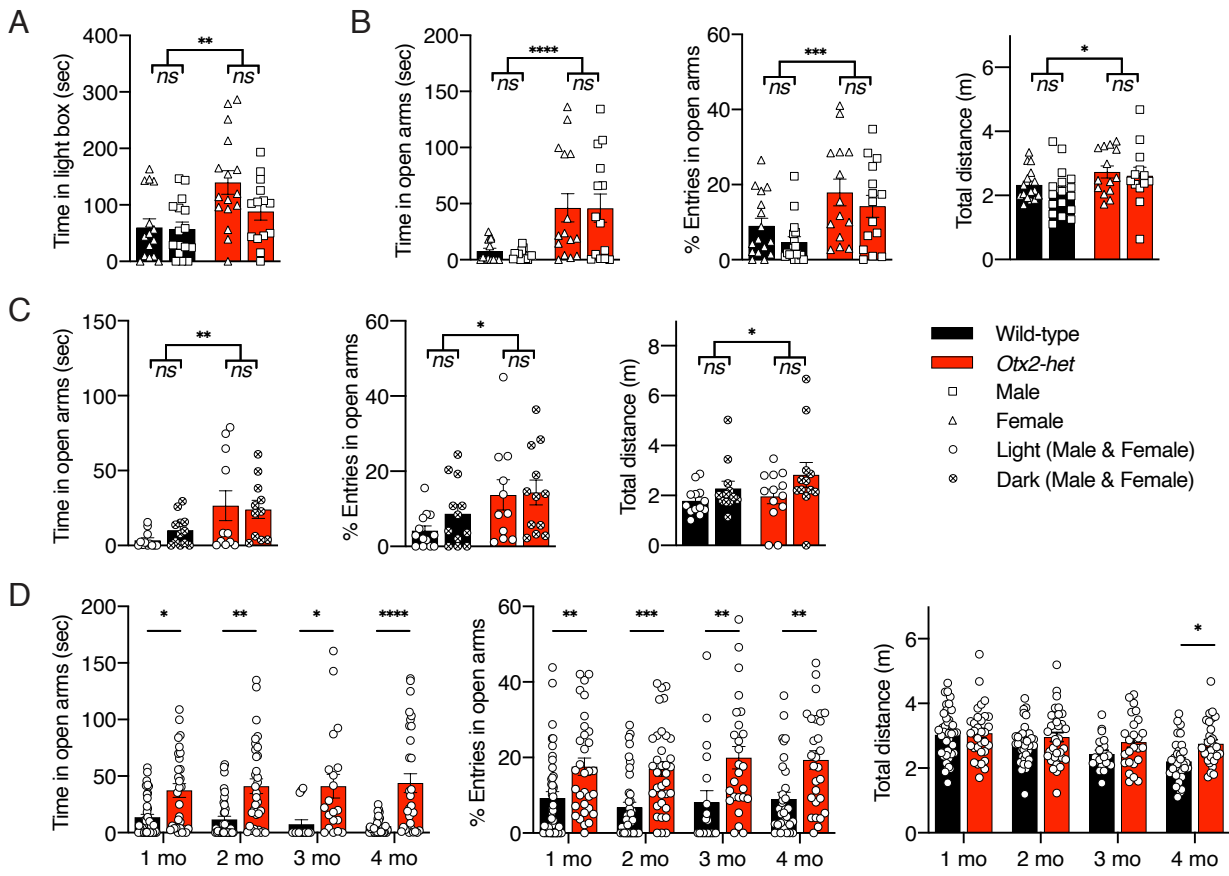 A
Time in light box (sec)
400
300
200
100
0
**
ns
ns
B
Time in open arms (sec)
200
150
100
50
0
****
ns
ns
% Entries in open arms
60
40
20
0
***
ns
ns
Total distance (m)
6
4
2
0
*
ns
ns
C
Time in open arms (sec)
150
100
50
0
**
ns
ns
% Entries in open arms
60
40
20
0
*
ns
ns
Total distance (m)
8
6
4
2
0
*
ns
ns
Wild-type
Otx2-het
Male
Female
Light (Male & Female)
Dark (Male & Female)
D
Time in open arms (sec)
200
150
100
50
0
*
**
*
****
1 mo
2 mo
3 mo
4 mo
% Entries in open arms
60
40
20
0
**
***
**
**
1 mo
2 mo
3 mo
4 mo
Total distance (m)
6
4
2
0
*
1 mo
2 mo
3 mo
4 mo